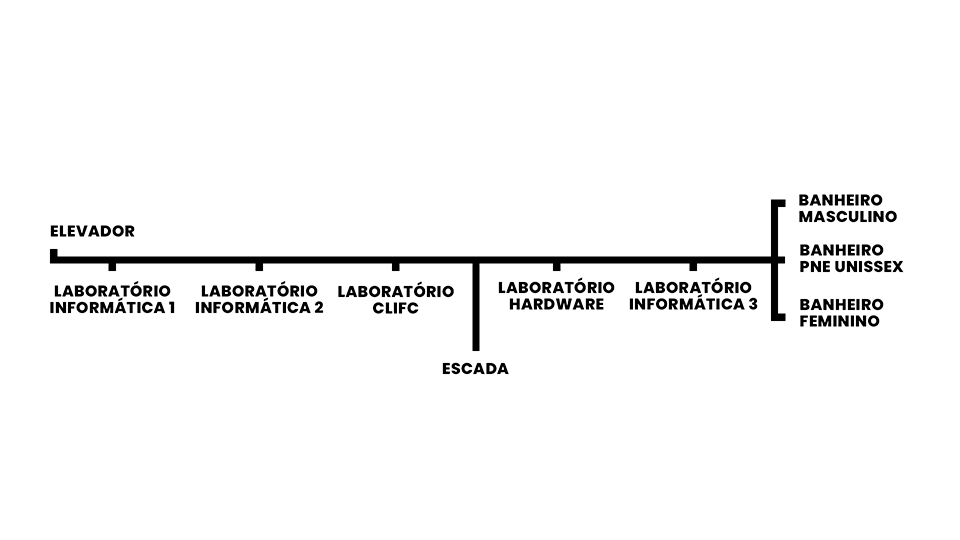 ELEVADOR
LABORATÓRIO
INFORMÁTICA 1
LABORATÓRIO
INFORMÁTICA 2
LABORATÓRIO
CLIFC
ESCADA
LABORATÓRIO
HARDWARE
LABORATÓRIO
INFORMÁTICA 3
BANHEIRO
MASCULINO
BANHEIRO
PNE UNISSEX
BANHEIRO
FEMININO